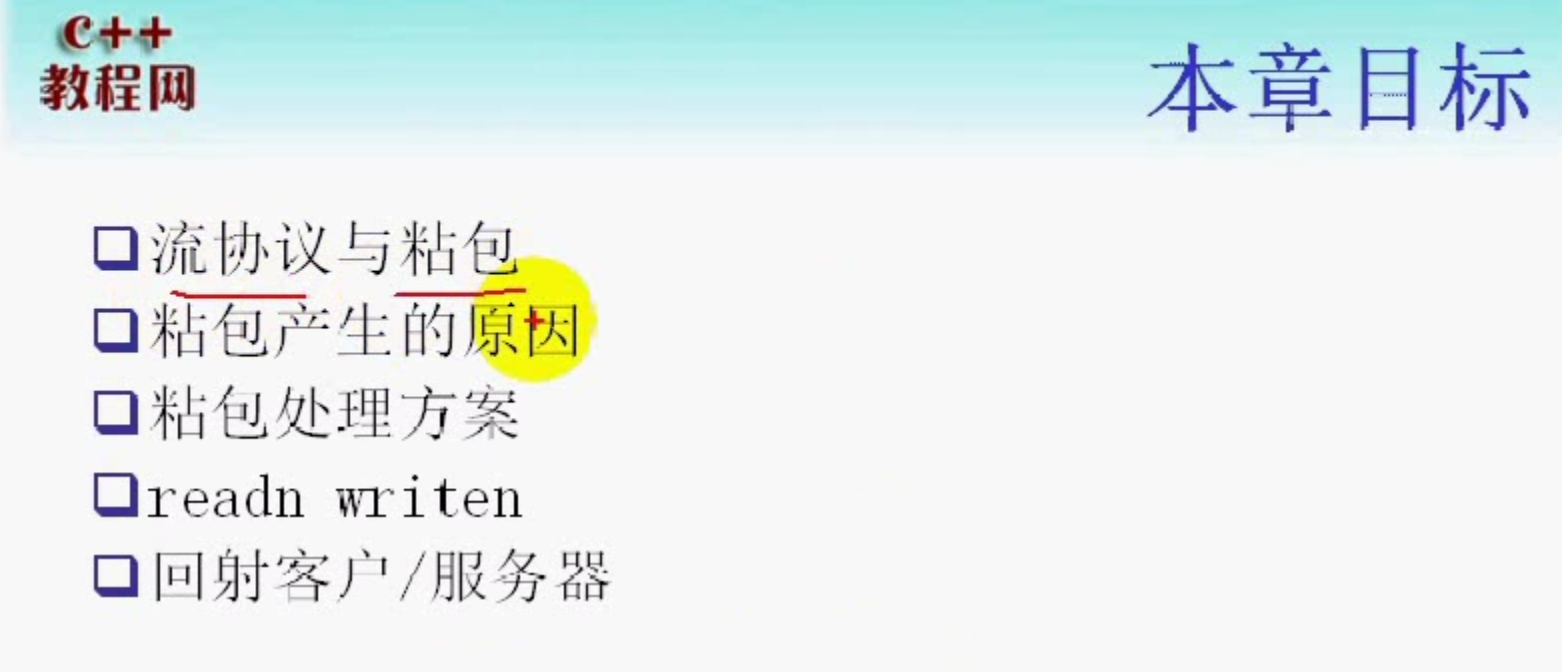 C++
教程网
本章目标
流协议与粘包
粘包产生的原因
粘包处理方案
readn writen
回射客户/服务器